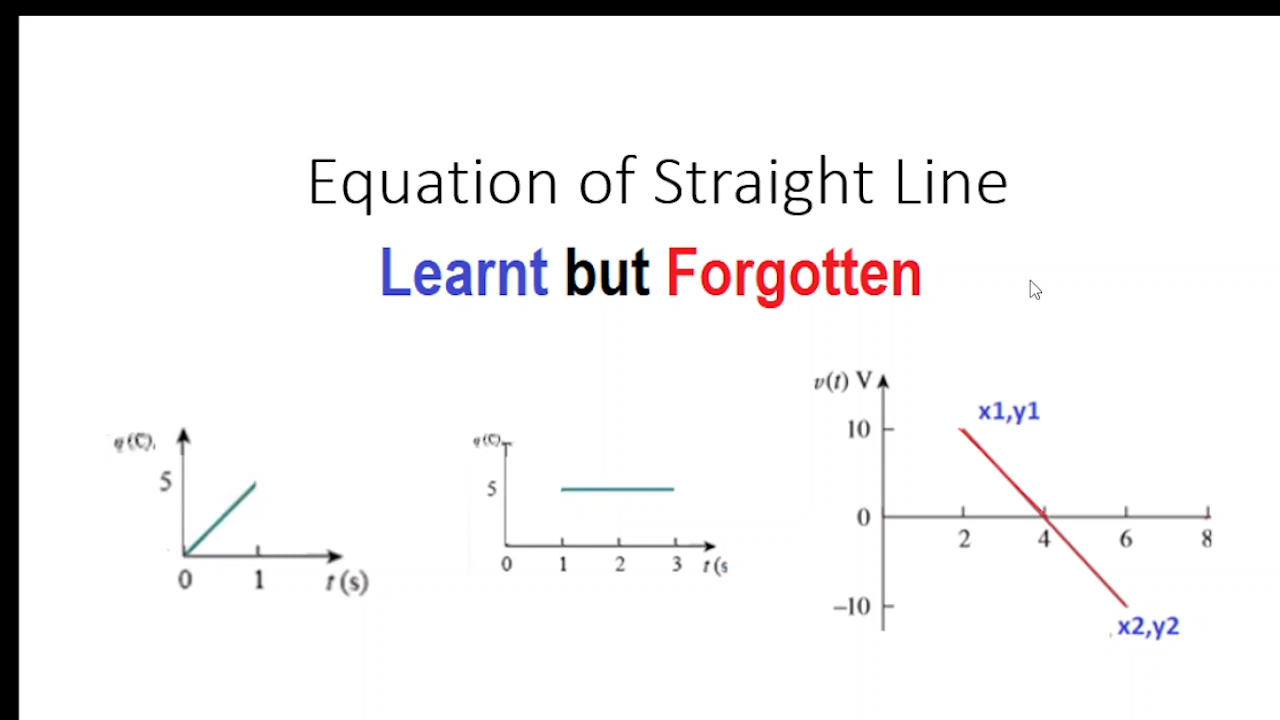 Equation of Straight Line
Learnt but Forgotten
q (C),
5
0 1 t (s)
q (C)
5
0 1 2 3 t (s
v(t) V
x1,y1
10
0
2 4 6 8
-10
x2,y2